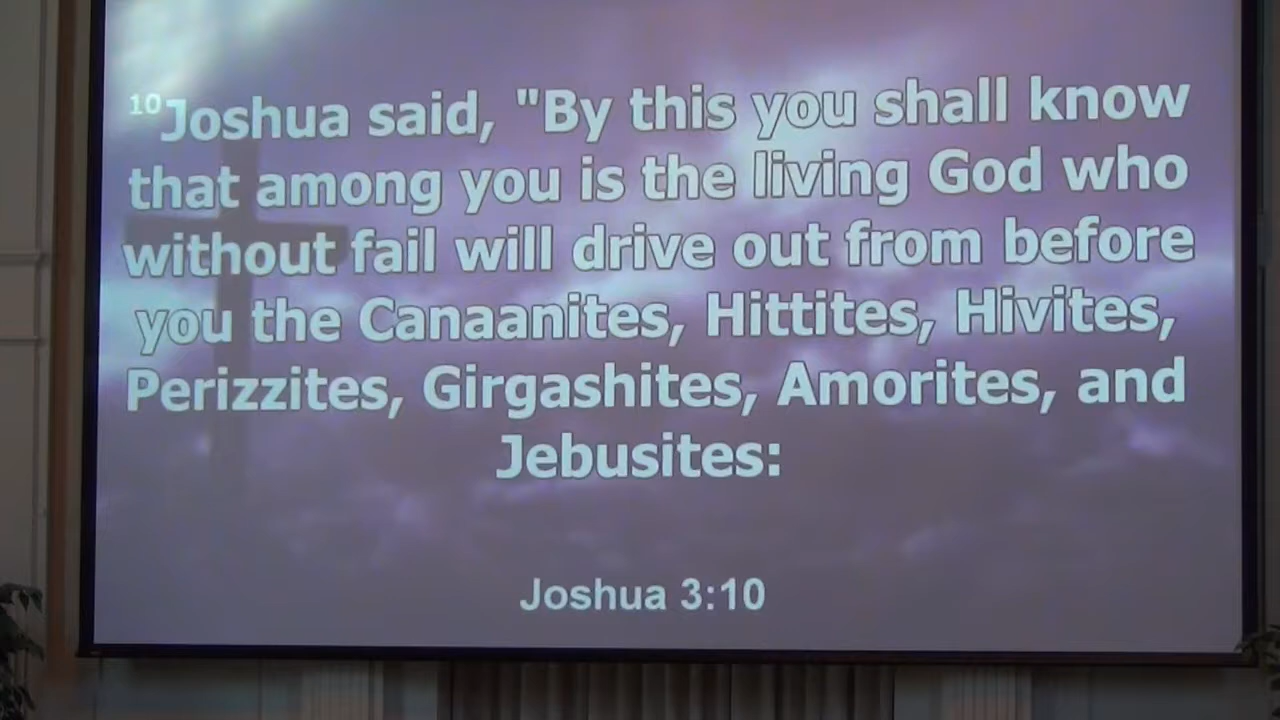 10Joshua said, "By this you shall know
that among you is the living God who
without fail will drive out from before
you the Canaanites, Hittites, Hivites,
Perizzites, Girgashites, Amorites, and
Jebusites:
Joshua 3:10